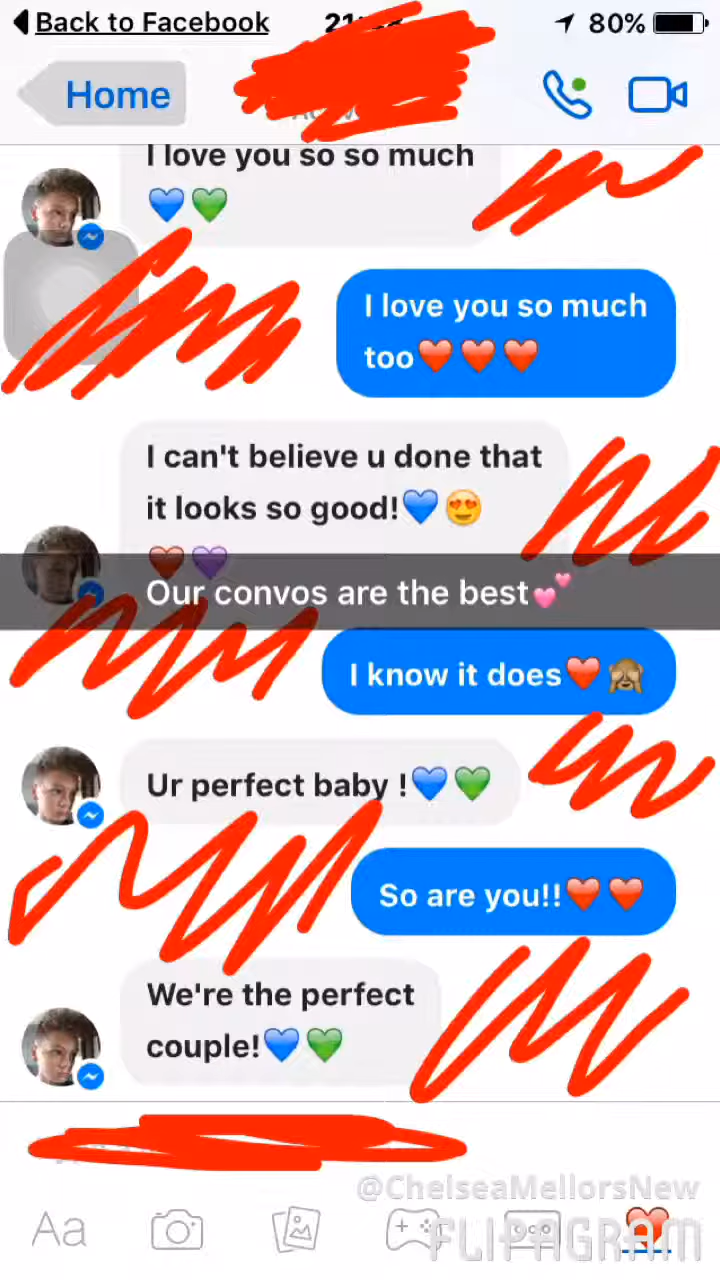 Back to Facebook
80%
Home
I love you so so much
💙💚
I love you so much
too❤️❤️❤️
I can't believe u done that
it looks so good!💙😍
❤️💜
Our convos are the best💕
I know it does❤️🙈
Ur perfect baby !💙💚
So are you!!❤️❤️
We're the perfect
couple!💙💚
@ChelseaMellorsNew
Aa
FLIPAGRAM